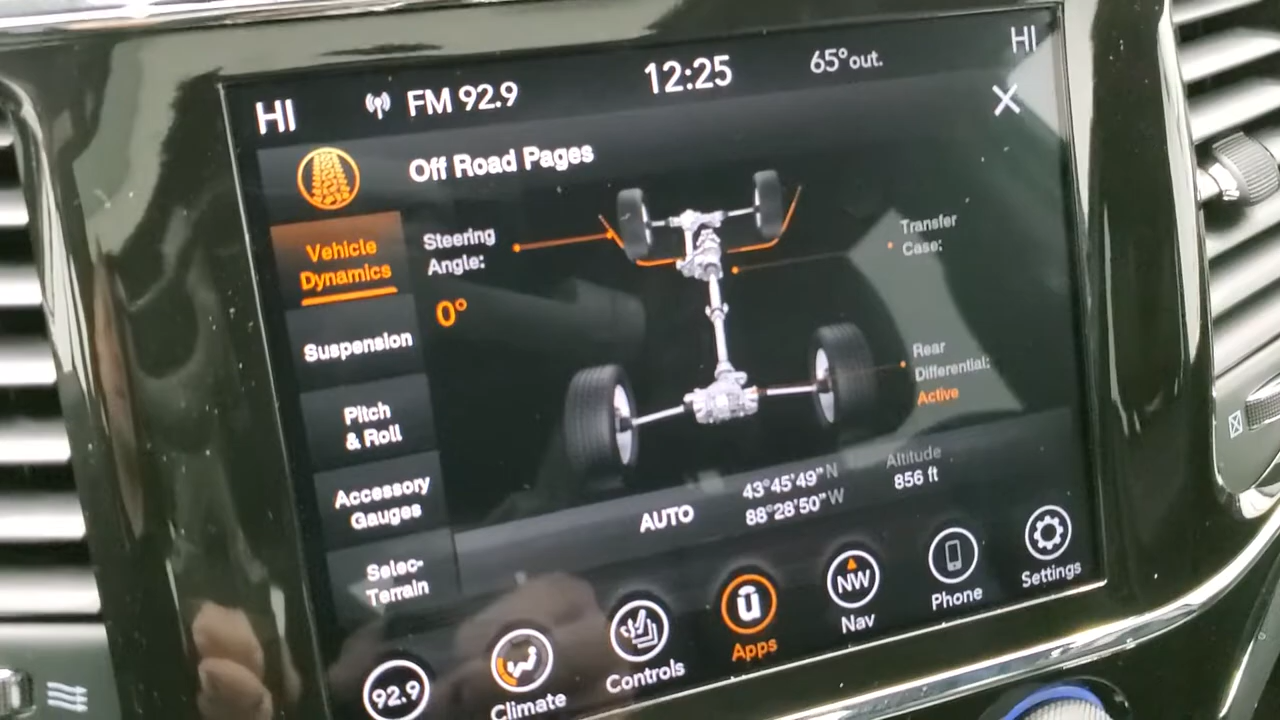 HI
FM 92.9
12:25
65°out.
HI
Off Road Pages
Vehicle
Dynamics
Suspension
Pitch
& Roll
Accessory
Gauges
Selec-
Terrain
Steering
Angle:
0°
Transfer
Case:
Rear
Differential:
Active
AUTO
43°45'49"N
88°28'50"W
Altitude
856 ft
92.9
Climate
Controls
Apps
NW
Nav
Phone
Settings